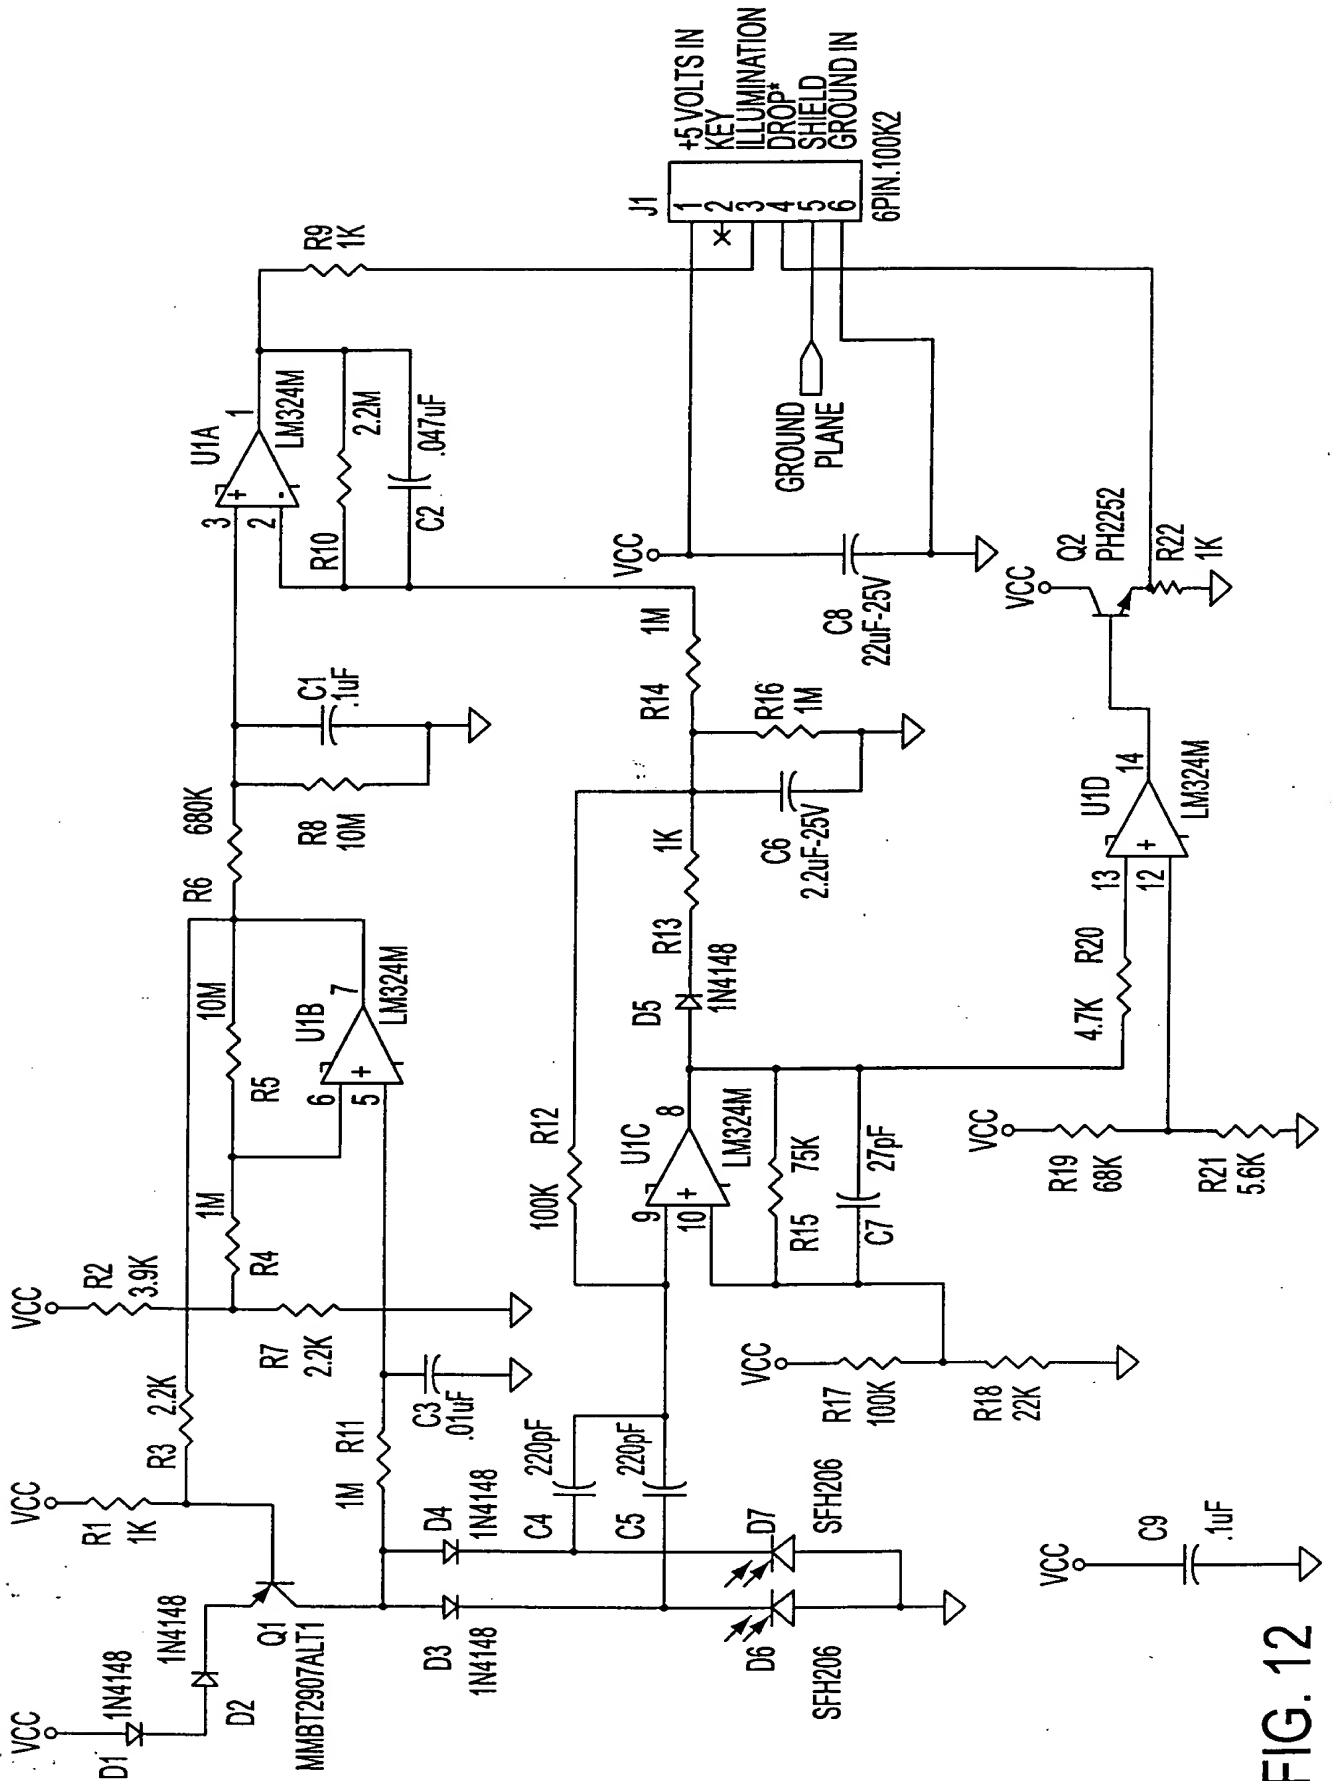 VCC
D1
1N4148
D2
1N4148
Q1
MMBT2907ALT1
VCC
R1
1K
R3
2.2K
VCC
R2
3.9K
R7
2.2K
R4
1M
R5
10M
R11
1M
C3
.01uF
6
5
U1B
7
LM324M
R6
680K
R8
10M
C1
.1uF
3
2
+
-
U1A
1
LM324M
R10
2.2M
C2
.047uF
R9
1K
D3
1N4148
D4
1N4148
C4
220pF
C5
220pF
D6
SFH206
D7
SFH206
R12
100K
9
10
+
U1C
8
LM324M
R15
75K
C7
27pF
VCC
R17
100K
R18
22K
D5
1N4148
R13
1K
C6
2.2uF-25V
R16
1M
R14
1M
VCC
C8
22uF-25V
GROUND
PLANE
J1
1
2
3
4
5
6
+5 VOLTS IN
KEY
ILLUMINATION
DROP*
SHIELD
GROUND IN
6PIN.100K2
VCC
R19
68K
R21
5.6K
4.7K
R20
13
12
+
U1D
14
LM324M
VCC
Q2
PH2252
R22
1K
VCC
C9
.1uF
+
FIG. 12